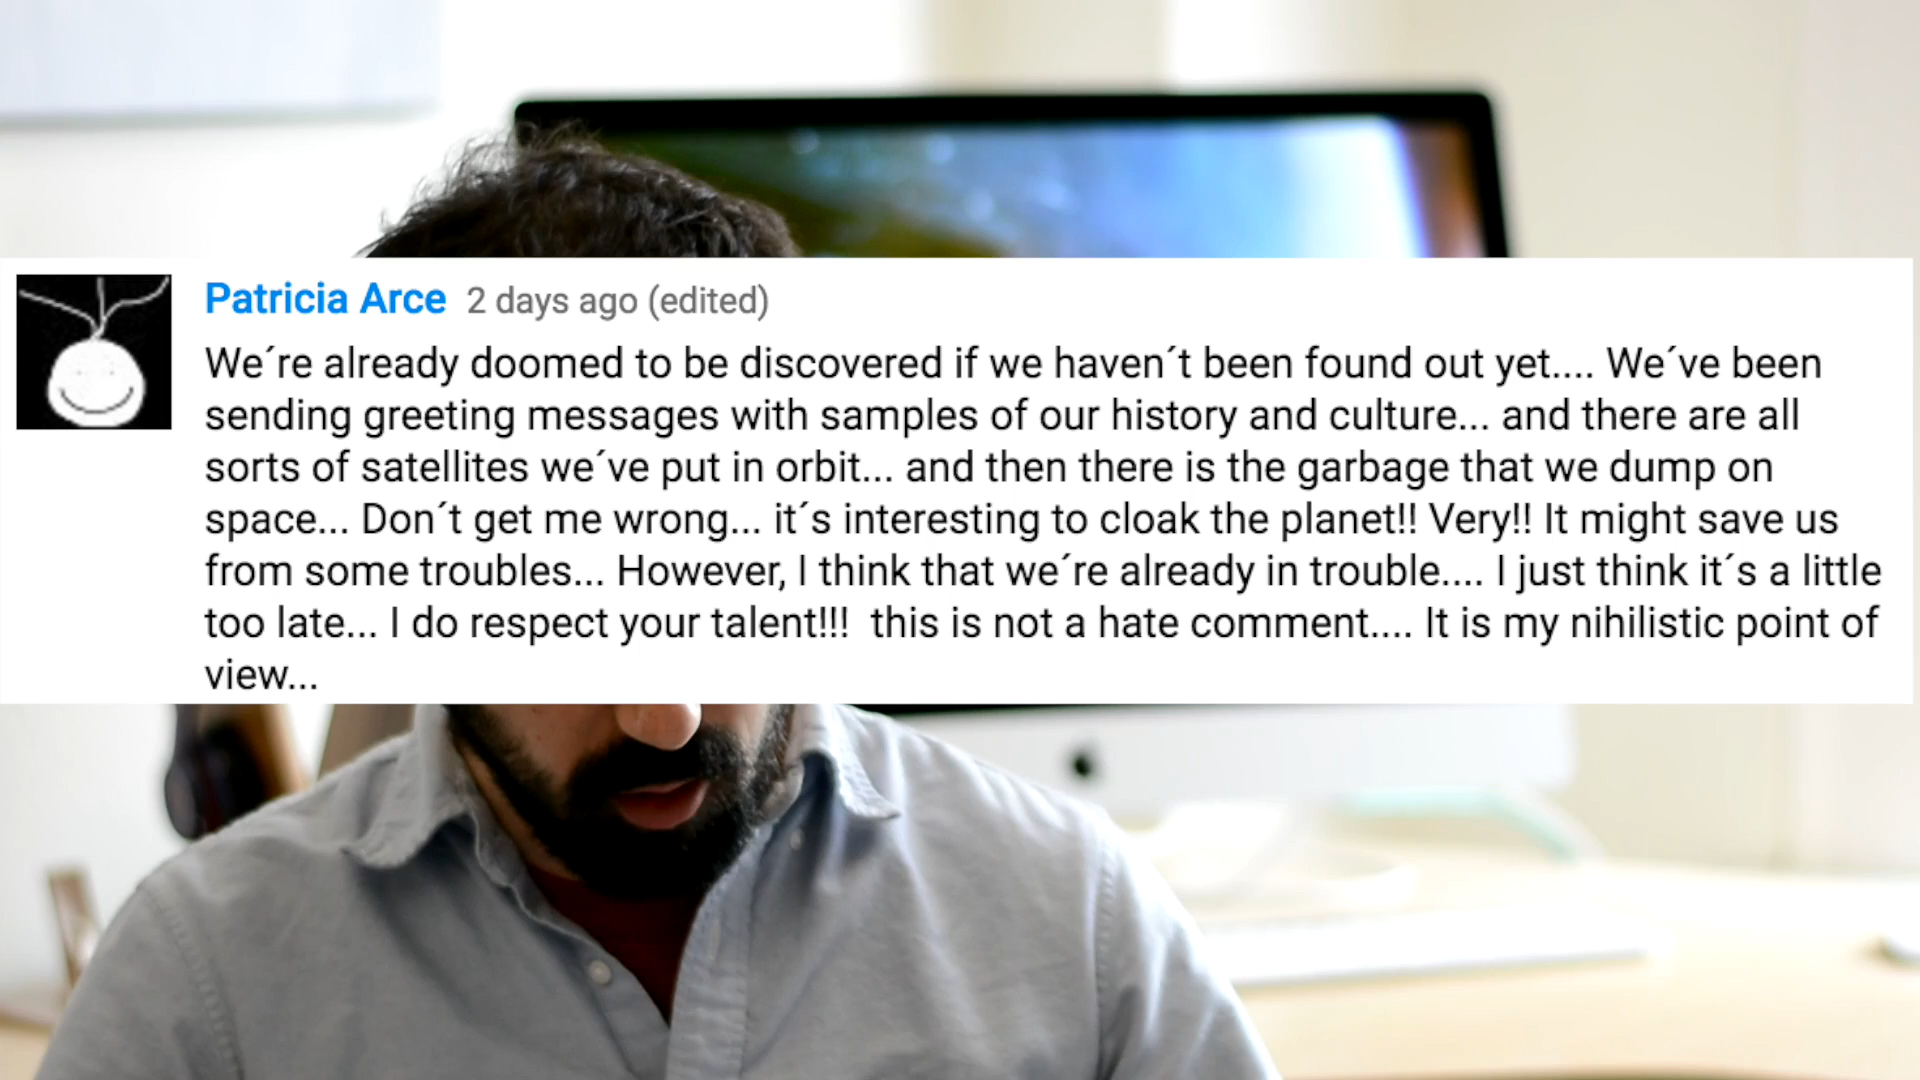 Patricia Arce 2 days ago (edited)
We´re already doomed to be discovered if we haven´t been found out yet.... We´ve been
sending greeting messages with samples of our history and culture... and there are all
sorts of satellites we´ve put in orbit... and then there is the garbage that we dump on
space... Don´t get me wrong... it´s interesting to cloak the planet!! Very!! It might save us
from some troubles... However, I think that we´re already in trouble.... I just think it´s a little
too late... I do respect your talent!!!  this is not a hate comment.... It is my nihilistic point of
view...